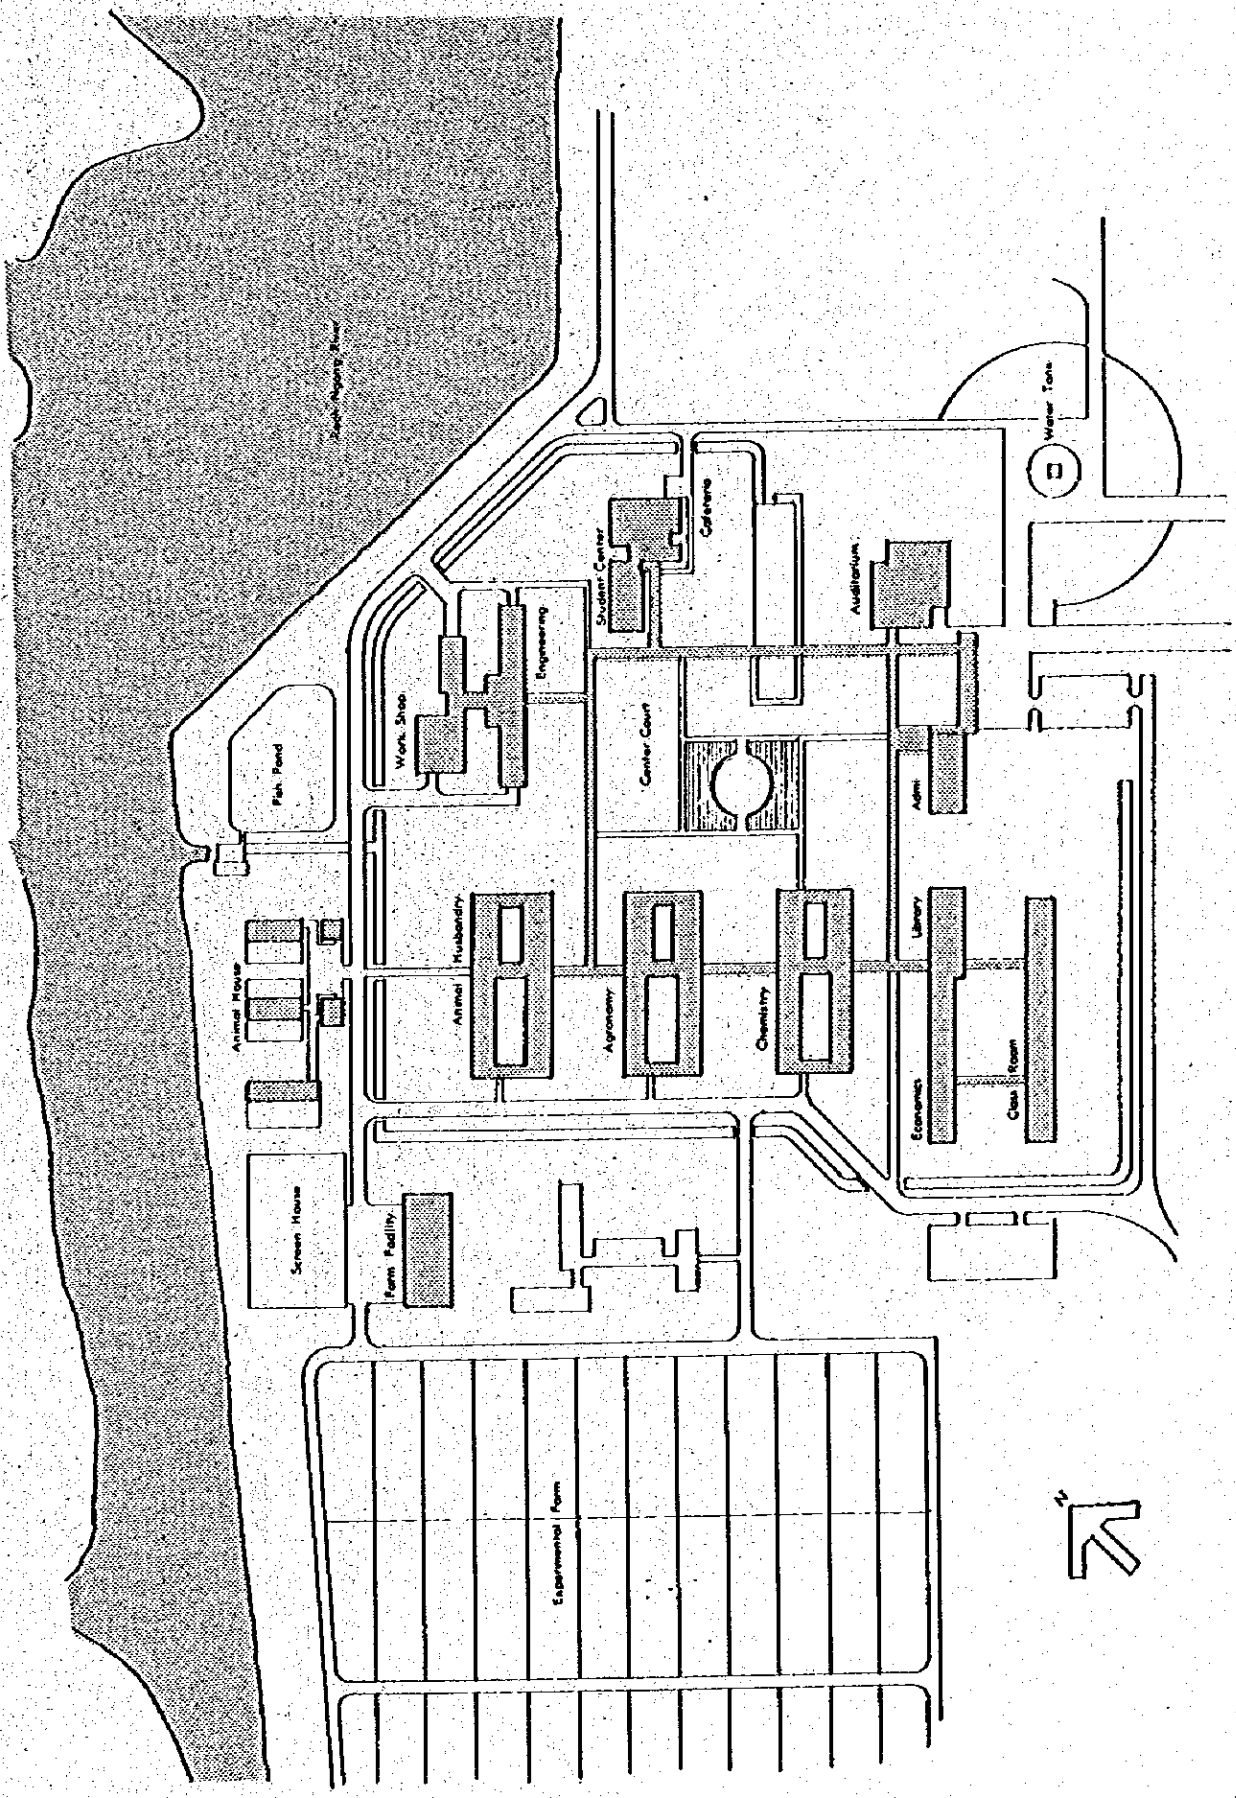 Fish Pond
Work Shop
Engineering
Student Center
Cafeteria
Auditorium
Water Tank
Center Court
Admi
Animal House
Animal Husbandry
Agronomy
Chemistry
Library
Economics
Class Room
Screen House
Farm Facility
Experimental Farm
N